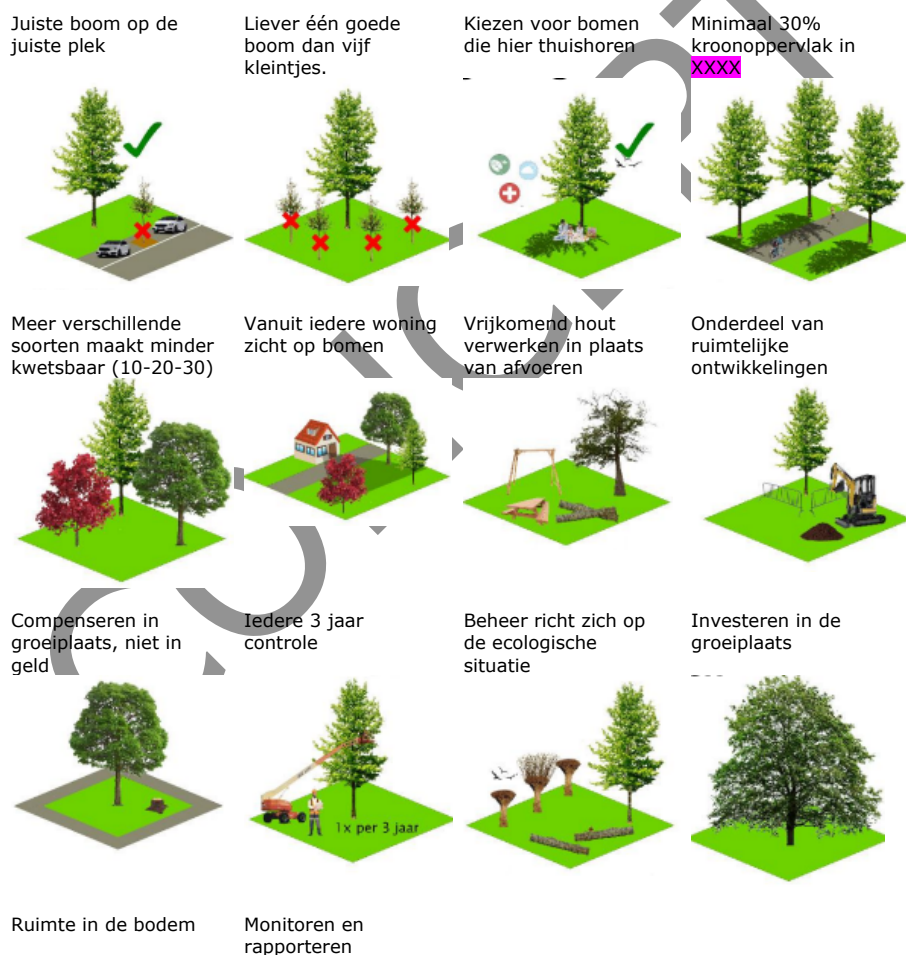 Juiste boom op de
juiste plek
Liever één goede
boom dan vijf
kleintjes.
Kiezen voor bomen
die hier thuishoren
Minimaal 30%
kroonoppervlak in
XXXX
Meer verschillende
soorten maakt minder
kwetsbaar (10-20-30)
Vanuit iedere woning
zicht op bomen
Vrijkomend hout
verwerken in plaats
van afvoeren
Onderdeel van
ruimtelijke
ontwikkelingen
Compenseren in
groeiplaats, niet in
geld
Iedere 3 jaar
controle
Beheer richt zich op
de ecologische
situatie
Investeren in de
groeiplaats
1x per 3 jaar
Ruimte in de bodem
Monitoren en
rapporteren